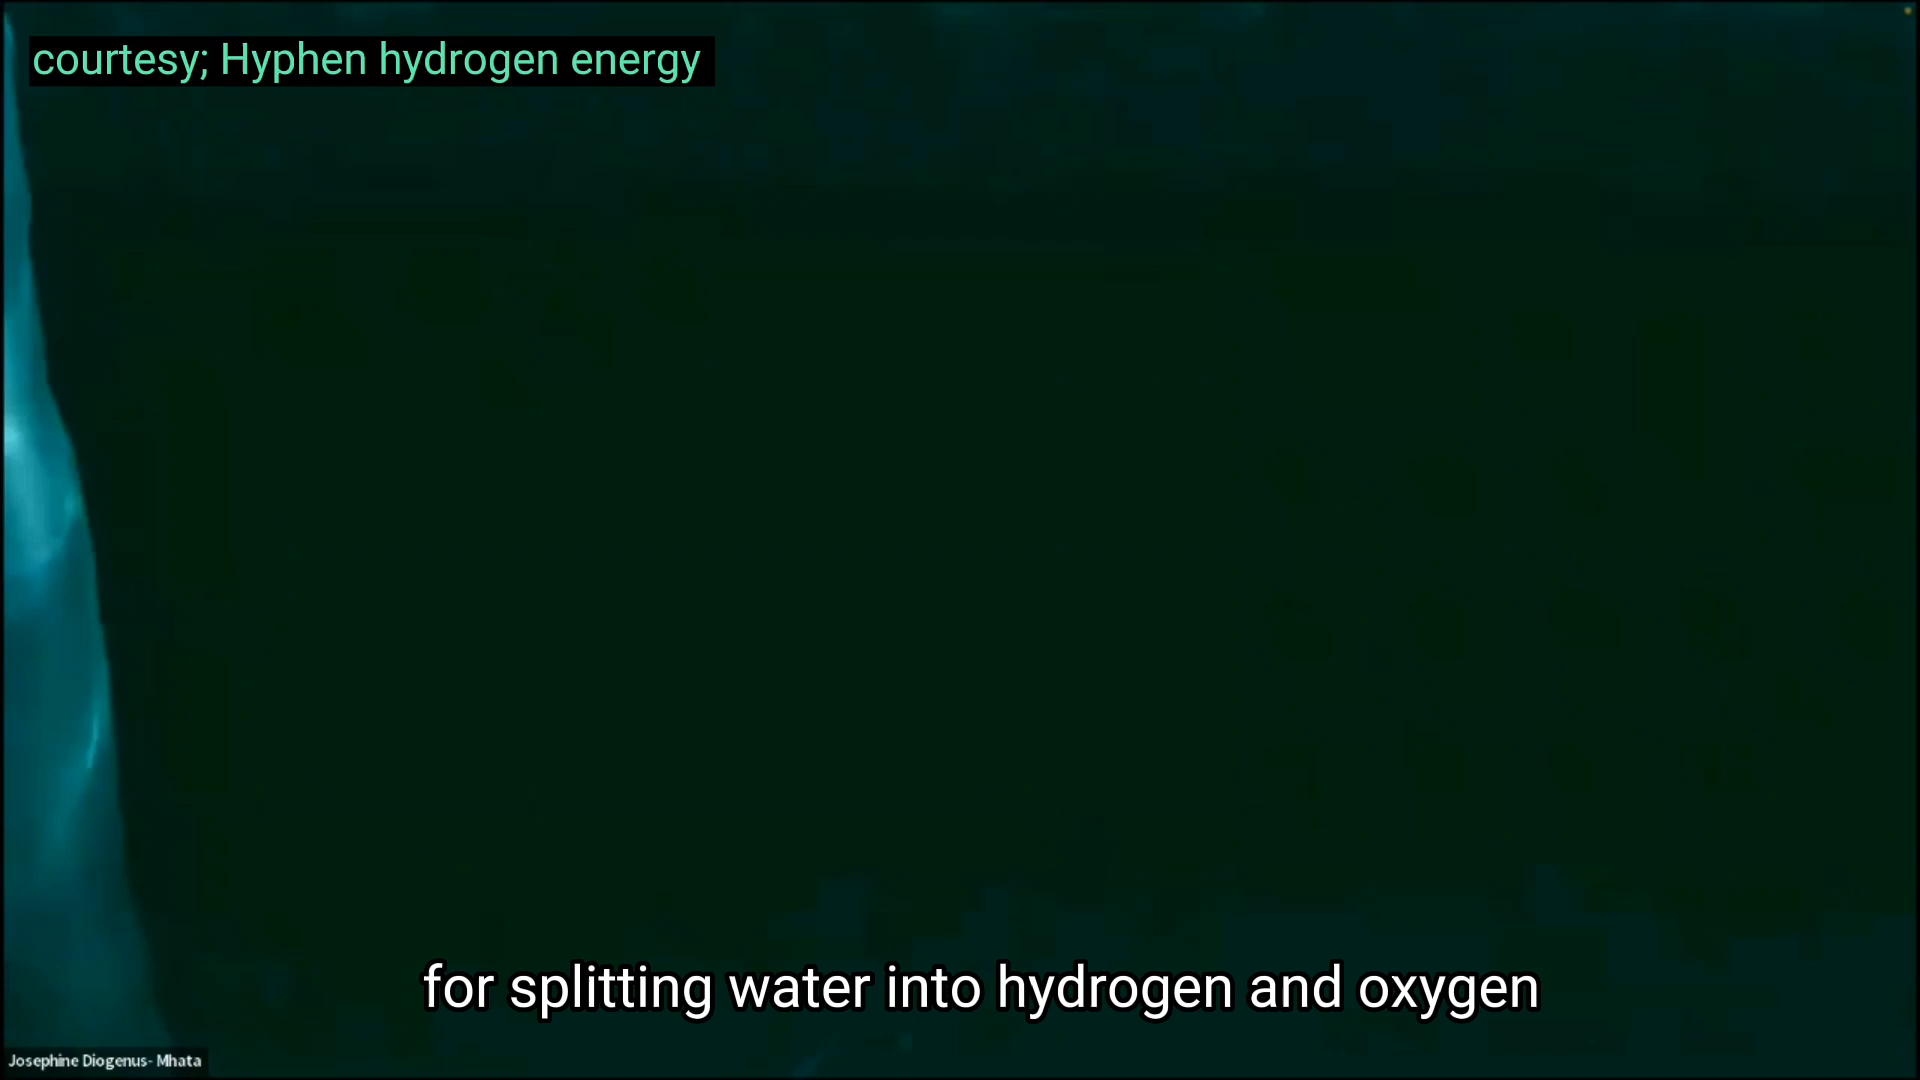 courtesy; Hyphen hydrogen energy
for splitting water into hydrogen and oxygen
Josephine Diogenus- Mhata